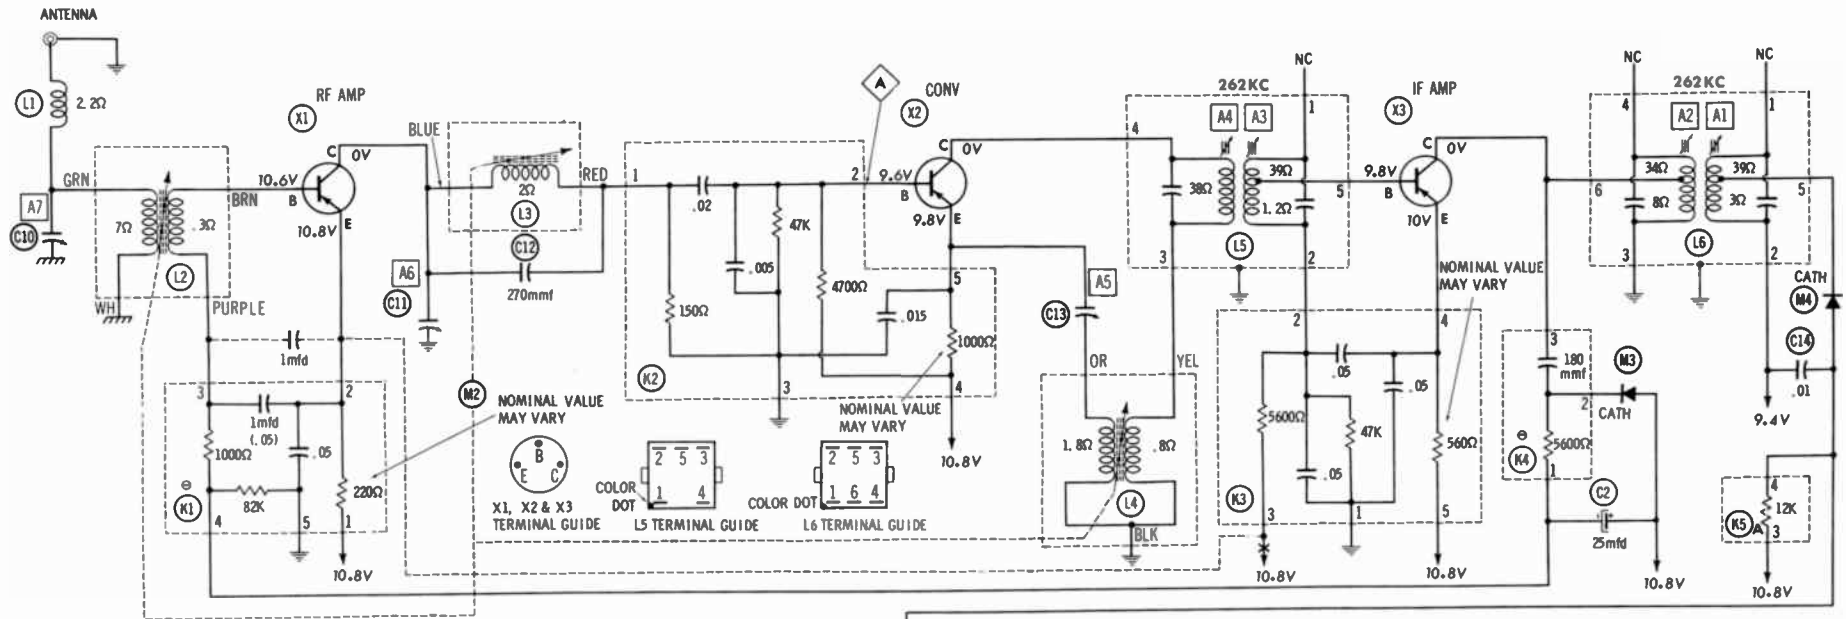 ANTENNA
L1
2.2Ω
A7
C10
GRN
7Ω
.3Ω
L2
WH
PURPLE
BRN
RF AMP
X1
10.6V
B
C
0V
E
10.8V
BLUE
A6
C11
2Ω
L3
RED
C12
270mmf
1mfd
K1
3
2
1mfd
(.05)
1000Ω
.05
82K
220Ω
4
5
1
10.8V
M2
NOMINAL VALUE
MAY VARY
1
.02
47K
.005
150Ω
4700Ω
.015
1000Ω
K2
2
3
5
4
NOMINAL VALUE
MAY VARY
10.8V
A
CONV
X2
9.6V
B
C
0V
E
9.8V
B
E
C
X1, X2 & X3
TERMINAL GUIDE
2 5 3
1 4
COLOR
DOT
L5 TERMINAL GUIDE
2 5 3
1 6 4
COLOR DOT
L6 TERMINAL GUIDE
C13
A5
OR
YEL
1.8Ω
.8Ω
L4
BLK
262KC
A4
A3
NC
4
1
38Ω
39Ω
1.2Ω
5
3
2
L5
IF AMP
X3
9.8V
B
C
0V
E
10V
NOMINAL VALUE
MAY VARY
2
4
.05
.05
5600Ω
47K
.05
560Ω
K3
3
1
5
10.8V
10.8V
3
180
mmf
2
M3
CATH
5600Ω
K4
1
C2
25mfd
10.8V
NC
262KC
NC
4
1
A2
A1
34Ω
39Ω
6
8Ω
3Ω
5
3
2
L6
CATH
M4
C14
.01
9.4V
4
12K
K5A
3
10.8V